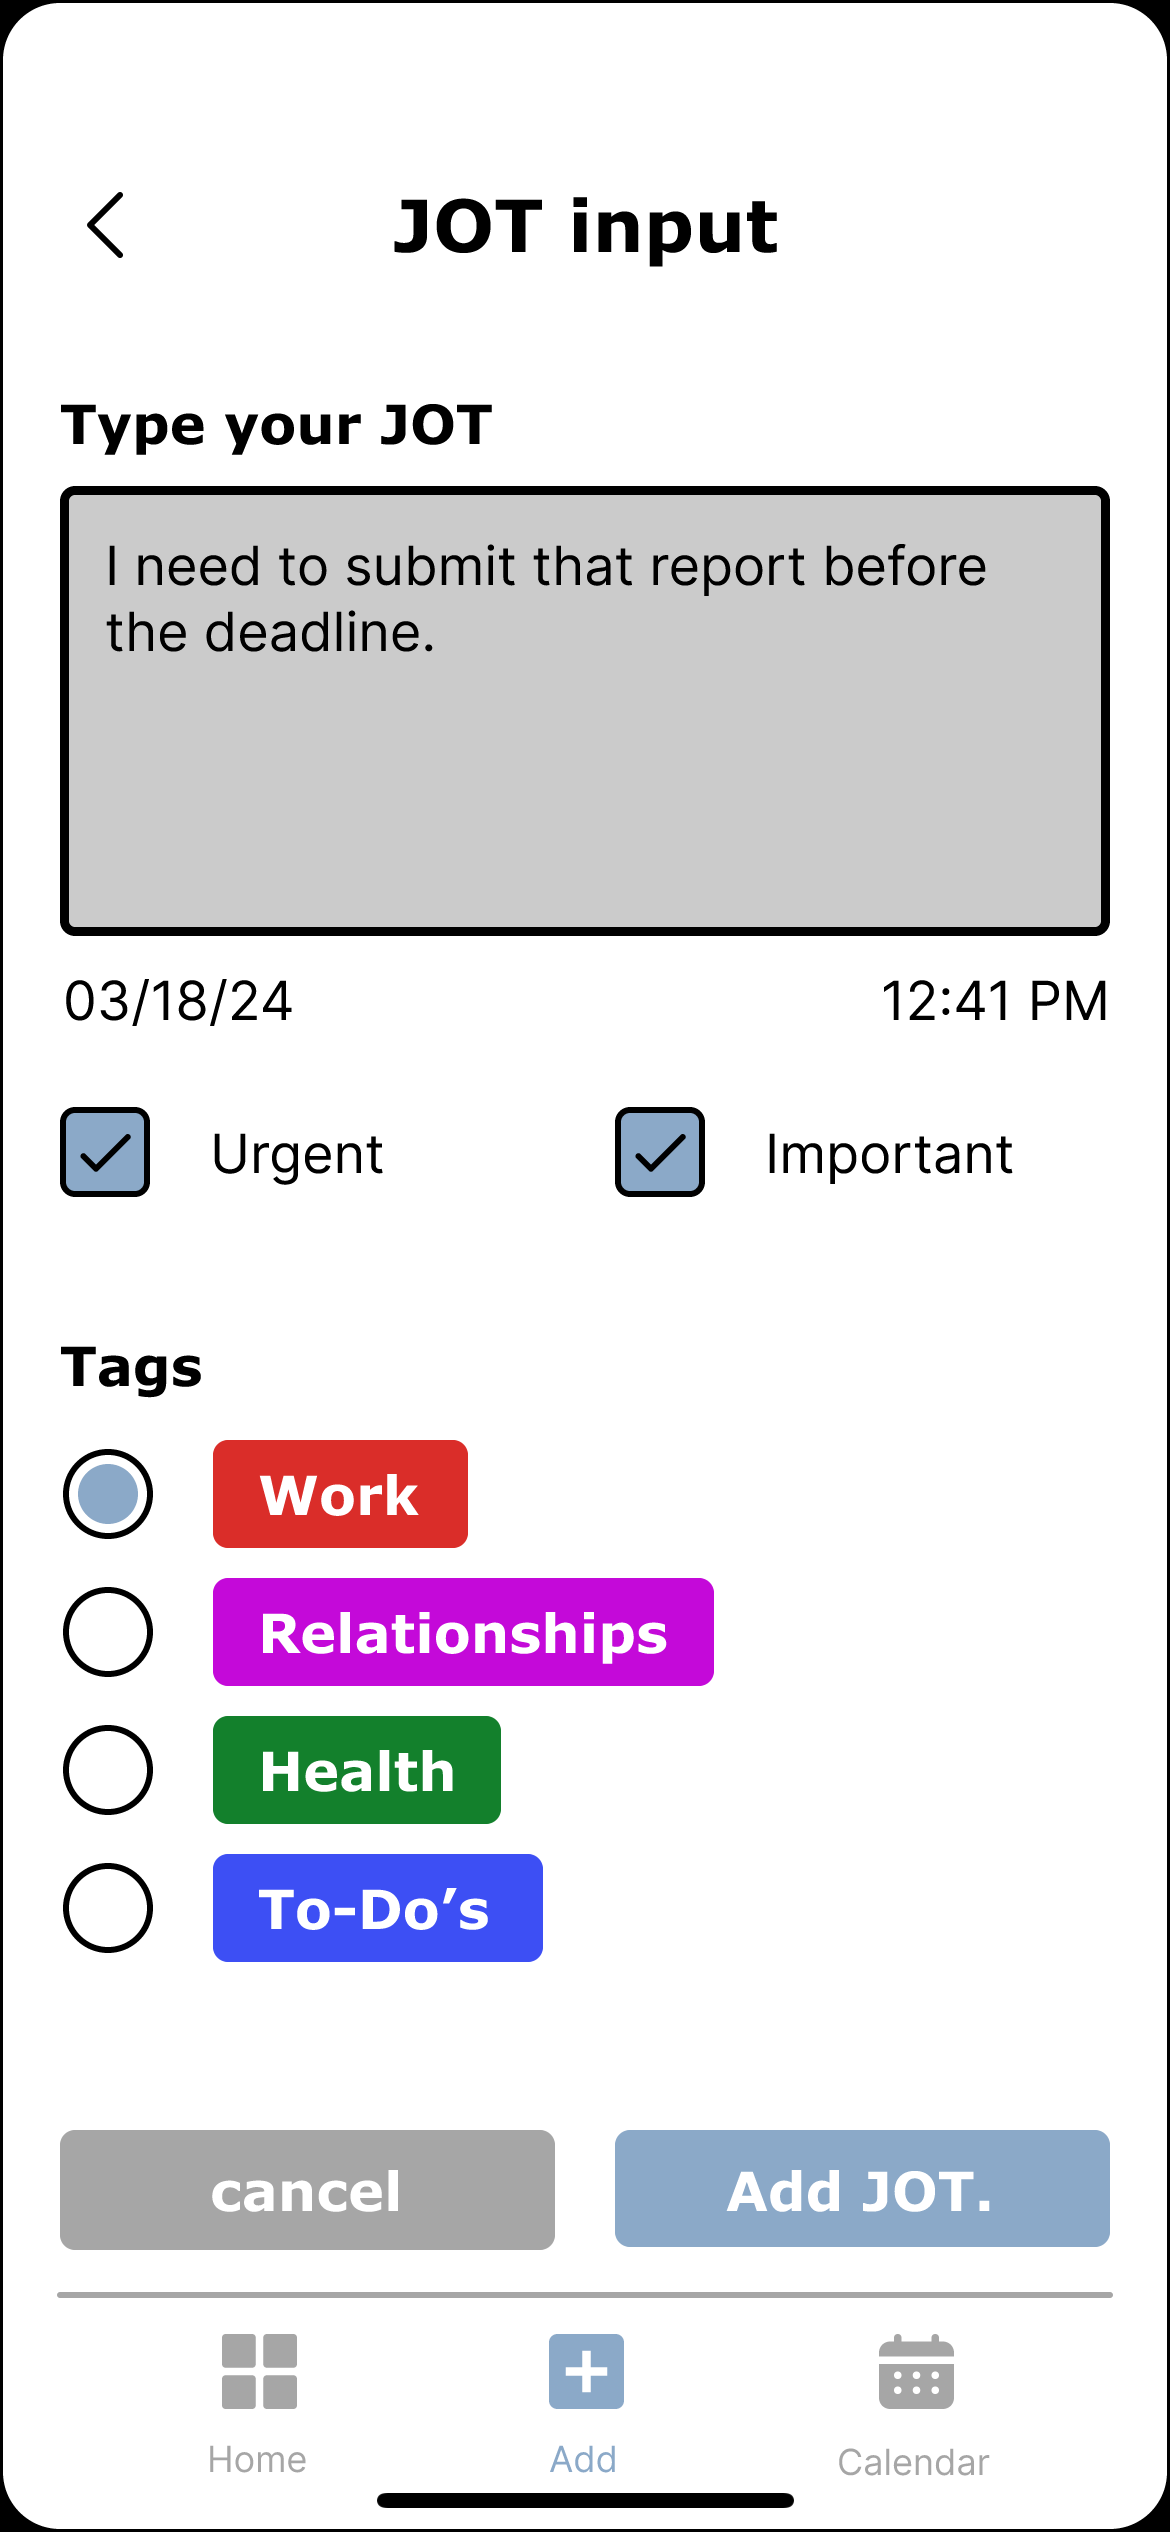 JOT input
Type your JOT
I need to submit that report before
the deadline.
03/18/24
12:41 PM
Urgent
Important
Tags
Work
Relationships
Health
To-Do’s
cancel
Add JOT.
Home
Add
Calendar